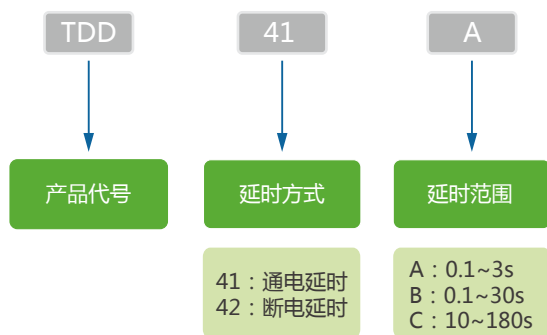 TDD
41
A
产品代号
延时方式
延时范围
41：通电延时
42：断电延时
A：0.1~3s
B：0.1~30s
C：10~180s